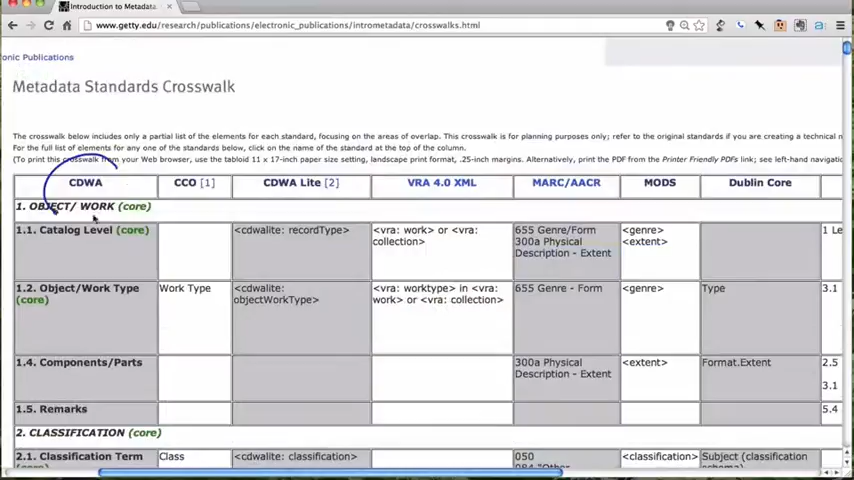 Introduction to Metadata
www.getty.edu/research/publications/electronic_publications/intrometadata/crosswalks.html
onic Publications
Metadata Standards Crosswalk
The crosswalk below includes only a partial list of the elements for each standard, focusing on the areas of overlap. This crosswalk is for planning purposes only; refer to the original standards if you are creating a technical
For the full list of elements for any one of the standards below, click on the name of the standard at the top of the column.
(To print this crosswalk from your Web browser, use the tabloid 11 x 17-inch paper size setting, landscape print format, .25-inch margins. Alternatively, print the PDF from the Printer Friendly PDFs link; see left-hand navigatio
CDWA CCO [1] CDWA Lite [2] VRA 4.0 XML MARC/AACR MODS Dublin Core
1. OBJECT/ WORK (core)
1.1. Catalog Level (core) <cdwalite: recordType> <vra: work> or <vra: 655 Genre/Form <genre> 1 Le
collection> 300a Physical <extent>
Description - Extent
1.2. Object/Work Type Work Type <cdwalite: <vra: worktype> in <vra: 655 Genre - Form <genre> Type 3.1
(core) objectWorkType> work> or <vra: collection>
1.4. Components/Parts 300a Physical <extent> Format.Extent 2.5
Description - Extent
3.1
1.5. Remarks 5.4
2. CLASSIFICATION (core)
2.1. Classification Term Class <cdwalite: classification> 050 <classification> Subject (classification
(core) 084 "Other schema)